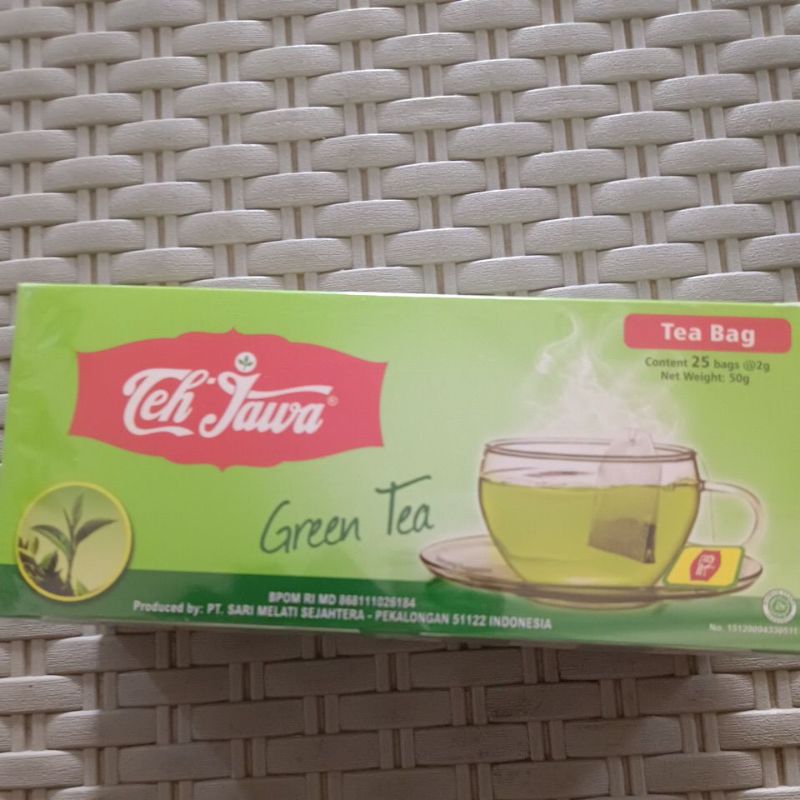 Teh Jawa®
Tea Bag
Content 25 bags @2g
Net Weight: 50g
Green Tea
BPOM RI MD 868111026184
Produced by: PT. SARI MELATI SEJAHTERA - PEKALONGAN 51122 INDONESIA